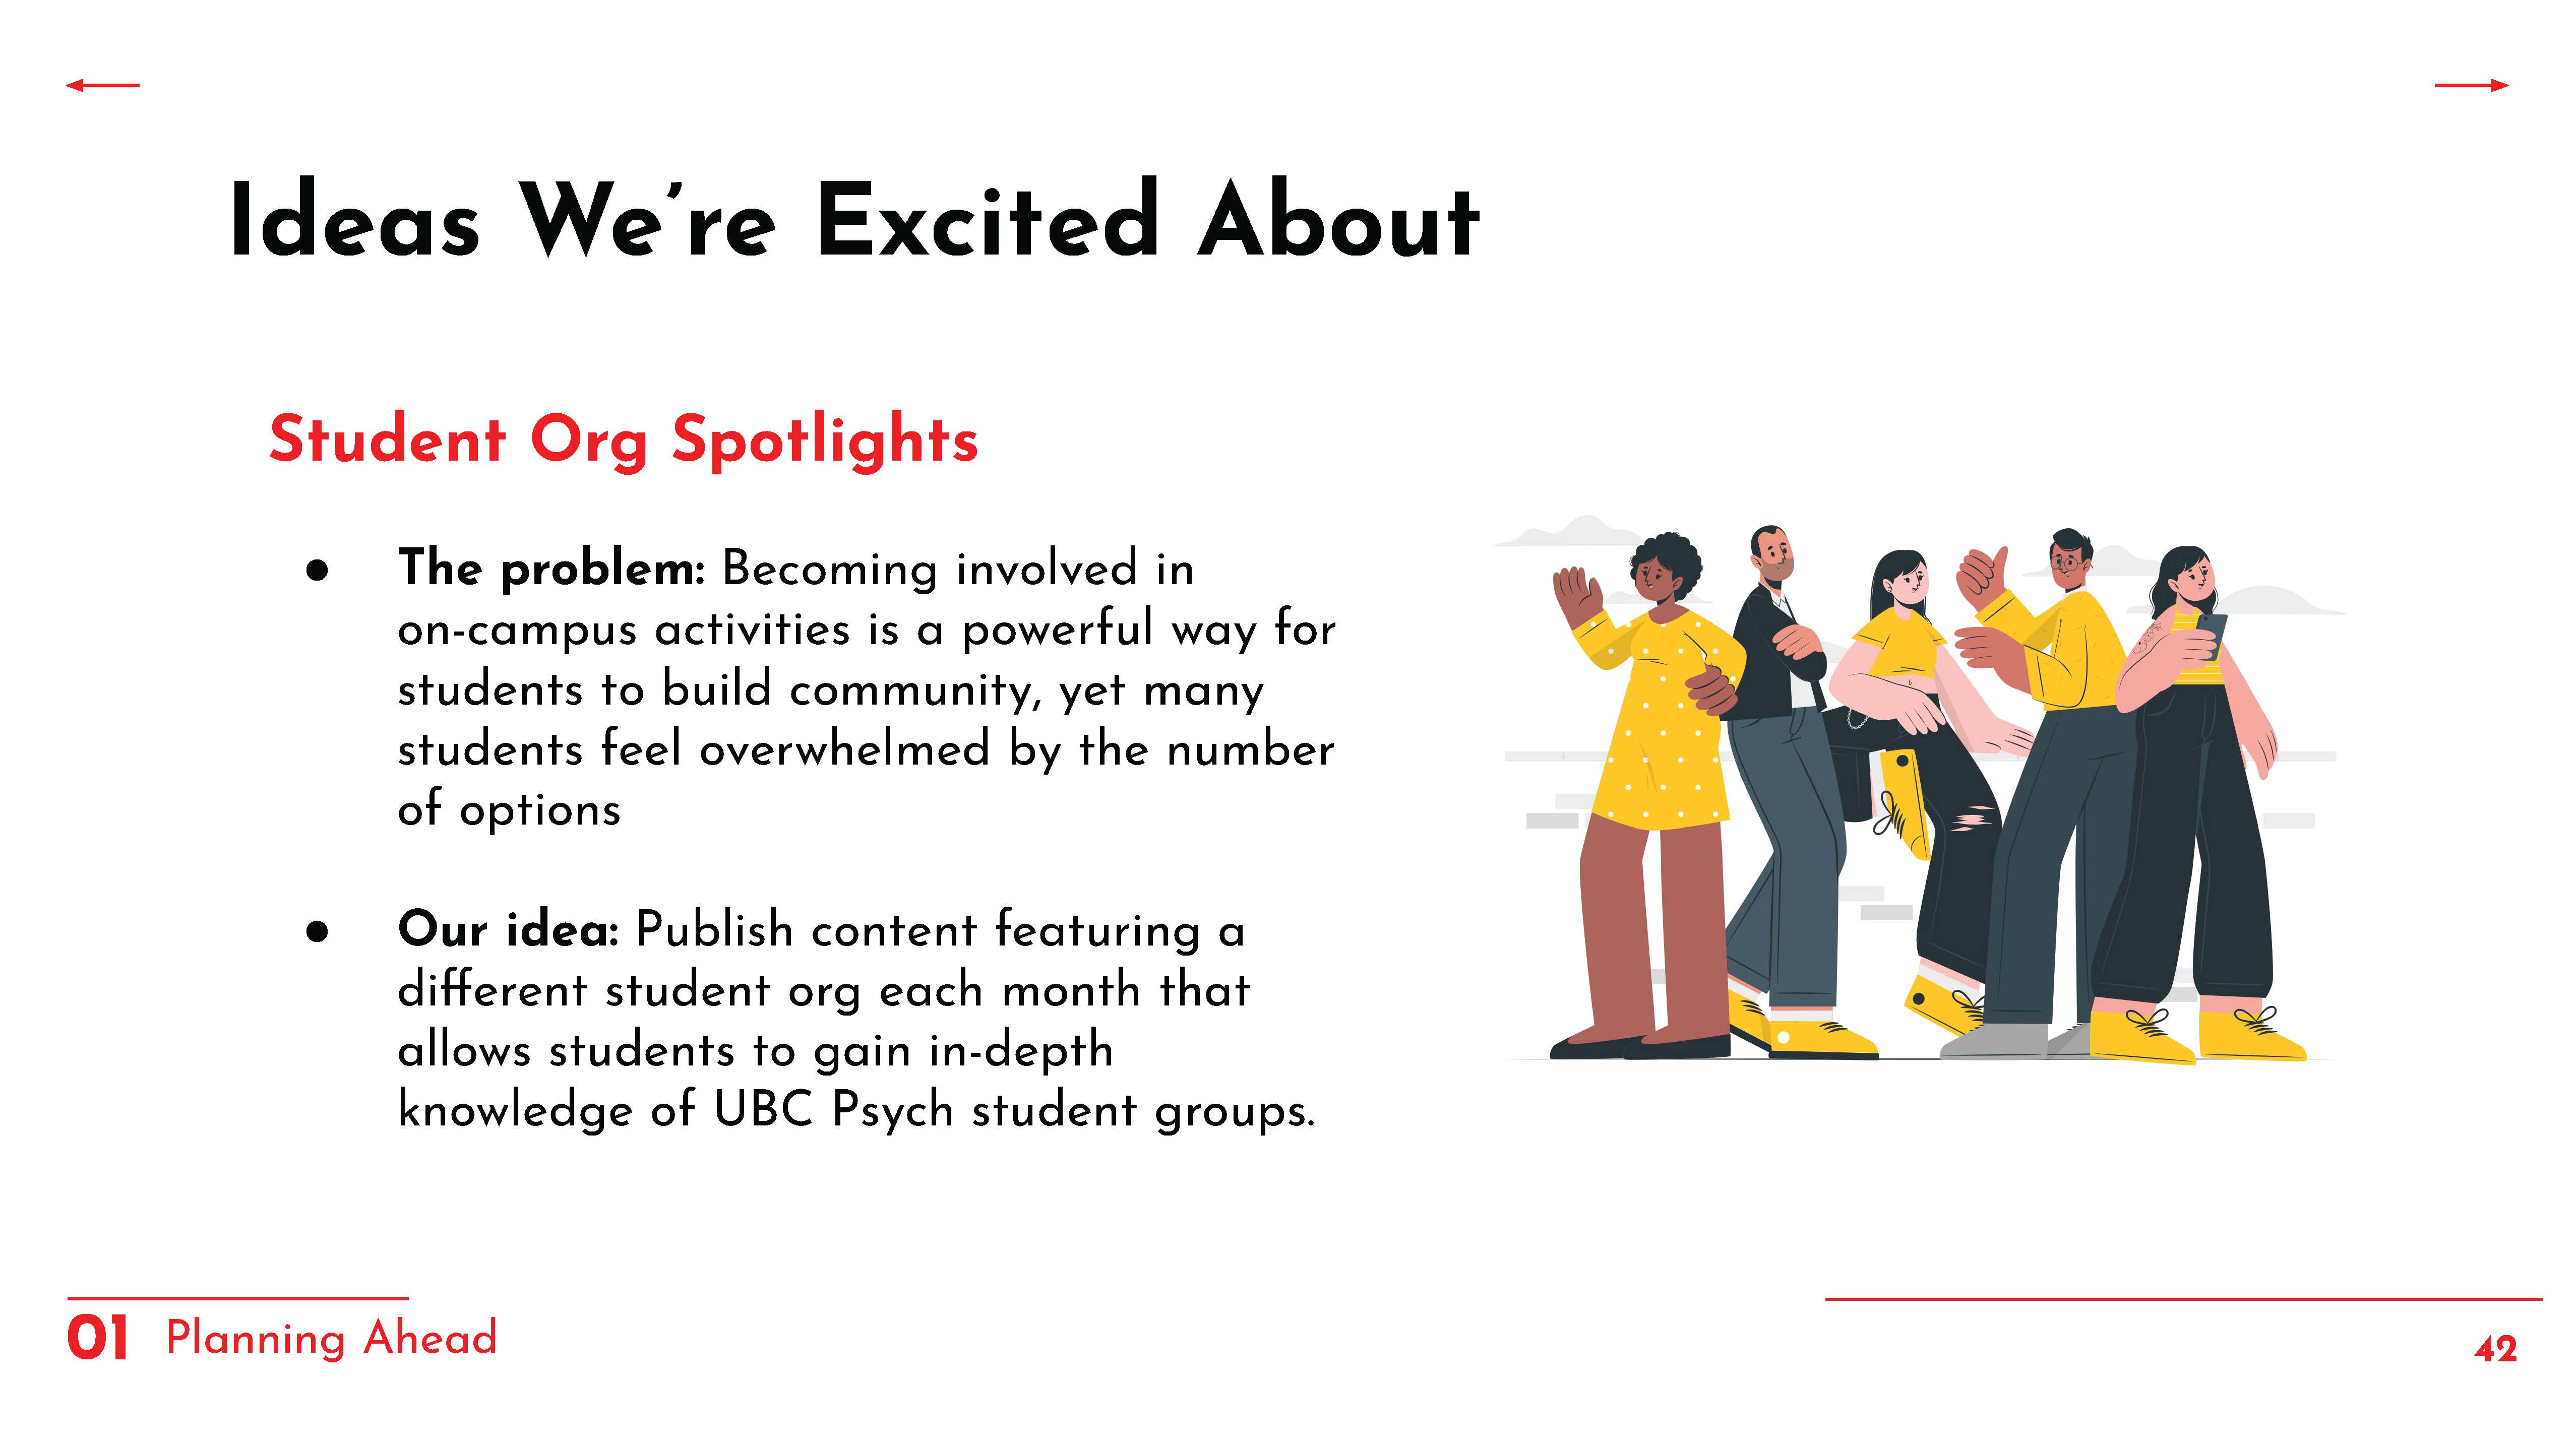 Ideas We’re Excited About
Student Org Spotlights
● The problem: Becoming involved in
on-campus activities is a powerful way for
students to build community, yet many
students feel overwhelmed by the number
of options
● Our idea: Publish content featuring a
different student org each month that
allows students to gain in-depth
knowledge of UBC Psych student groups.
01 Planning Ahead
42